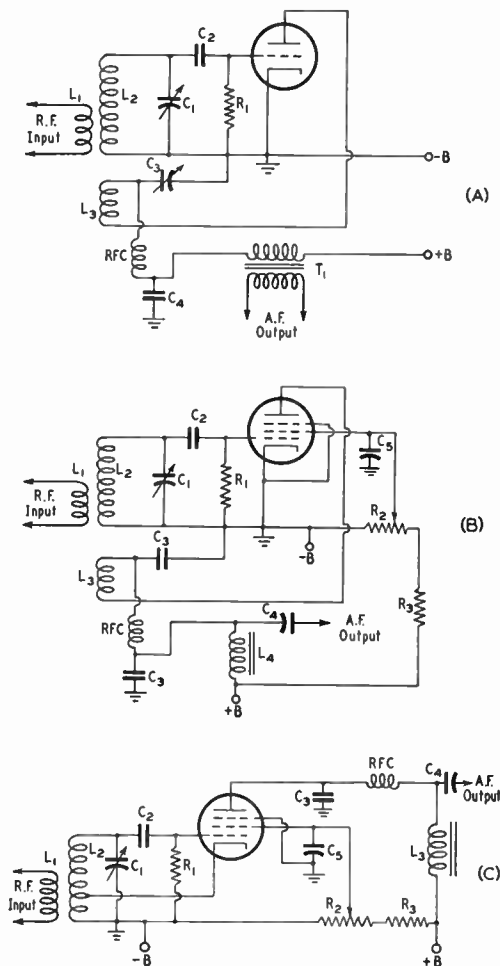 C2
L1
L2
C1
R1
R.F.
Input
-B
(A)
C3
L3
RFC
+B
T1
C4
A.F.
Output
C2
C5
L1
L2
C1
R1
R.F.
Input
R2
(B)
-B
C3
L3
R3
RFC
C4
A.F.
Output
L4
C3
+B
RFC
C4
A.F.
Output
C3
C2
L1
L2
C1
R1
C5
L3
R.F.
Input
R2
R3
(C)
-B
+B